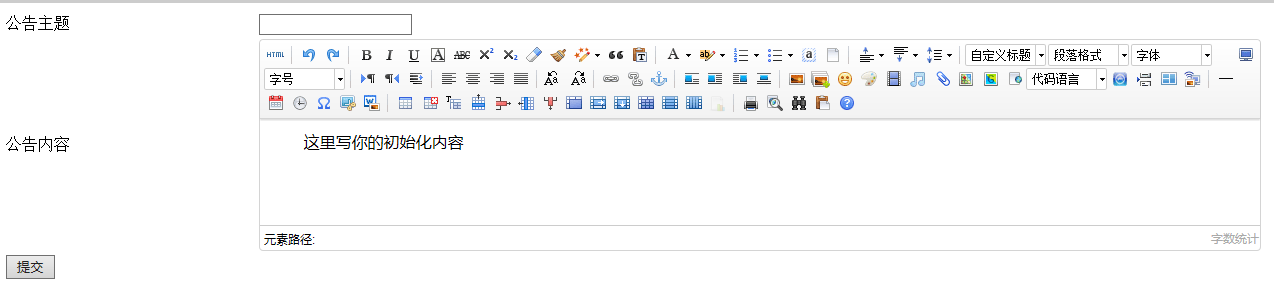 公告主题
HTML B I U A ABC X² X₂ A ab a 自定义标题 段落格式 字体
字号 代码语言
公告内容
这里写你的初始化内容
元素路径: 字数统计
提交